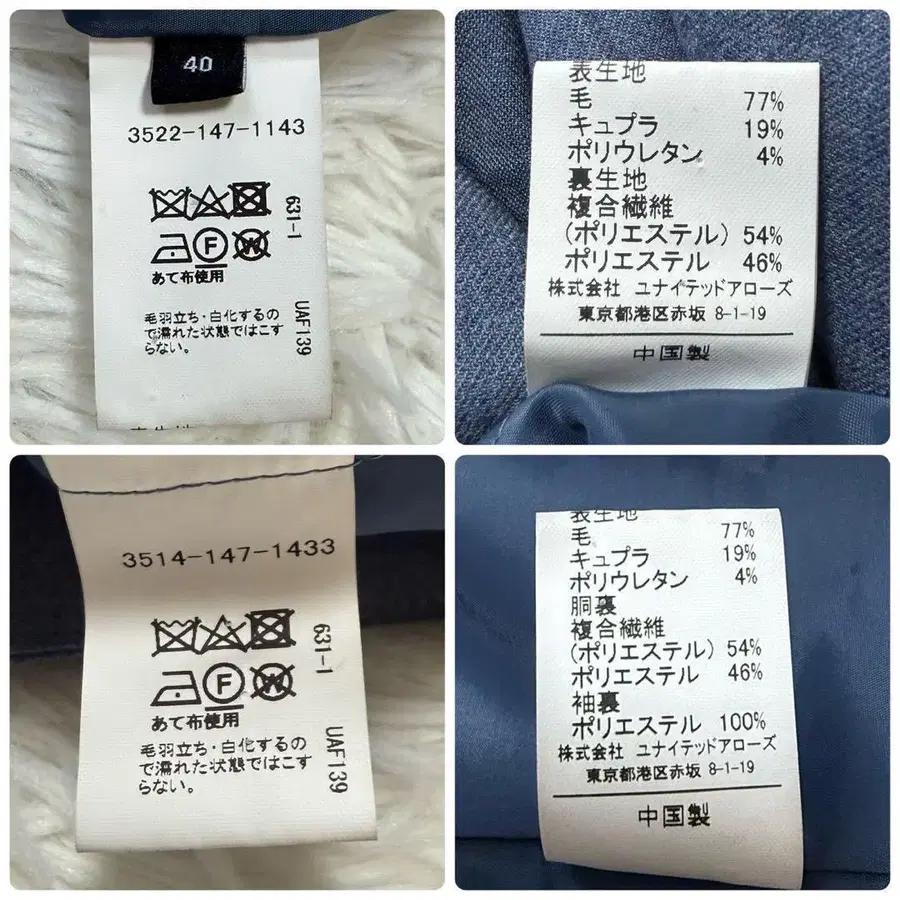 40
3522-147-1143
F
W
あて布使用
毛羽立ち・白化するの
で濡れた状態ではこす
らない。
631-1
UAF139
表生地
表生地
毛 77%
キュプラ 19%
ポリウレタン 4%
裏生地
複合繊維
(ポリエステル) 54%
ポリエステル 46%
株式会社 ユナイテッドアローズ
東京都港区赤坂 8-1-19
中国製
3514-147-1433
F
W
あて布使用
毛羽立ち・白化するの
で濡れた状態ではこす
らない。
631-1
UAF139
表生地
毛 77%
キュプラ 19%
ポリウレタン 4%
胴裏
複合繊維
(ポリエステル) 54%
ポリエステル 46%
袖裏
ポリエステル 100%
株式会社 ユナイテッドアローズ
東京都港区赤坂 8-1-19
中国製